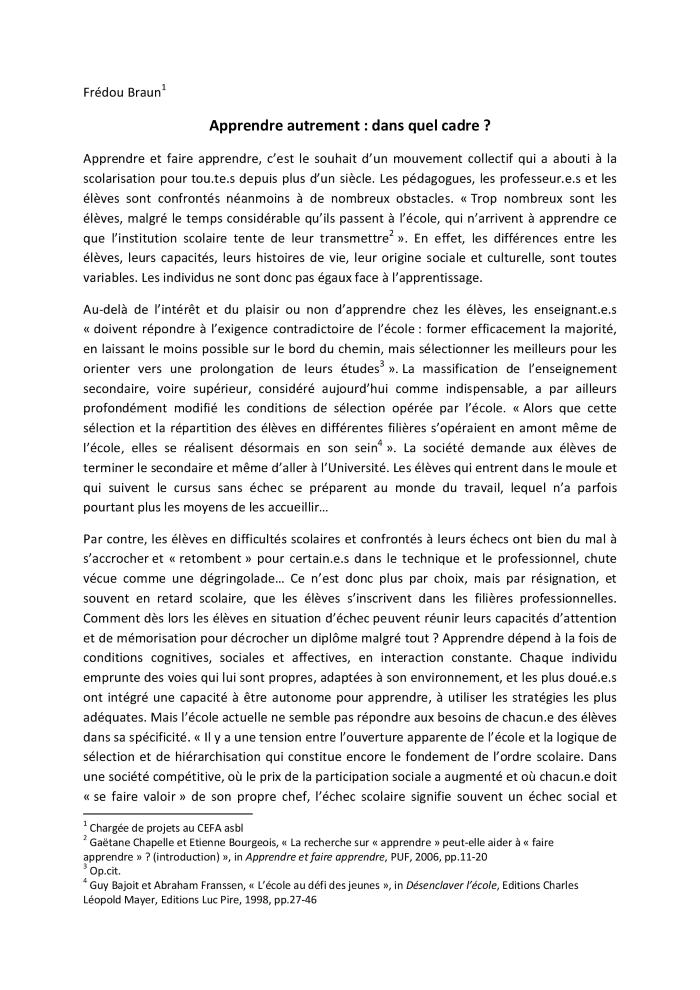 Frédou Braun1
Apprendre autrement : dans quel cadre ?
Apprendre et faire apprendre, c’est le souhait d’un mouvement collectif qui a abouti à la
scolarisation pour tou.te.s depuis plus d’un siècle. Les pédagogues, les professeur.e.s et les
élèves sont confrontés néanmoins à de nombreux obstacles. « Trop nombreux sont les
élèves, malgré le temps considérable qu’ils passent à l’école, qui n’arrivent à apprendre ce
que l’institution scolaire tente de leur transmettre2 ». En effet, les différences entre les
élèves, leurs capacités, leurs histoires de vie, leur origine sociale et culturelle, sont toutes
variables. Les individus ne sont donc pas égaux face à l’apprentissage.
Au-delà de l’intérêt et du plaisir ou non d’apprendre chez les élèves, les enseignant.e.s
« doivent répondre à l’exigence contradictoire de l’école : former efficacement la majorité,
en laissant le moins possible sur le bord du chemin, mais sélectionner les meilleurs pour les
orienter vers une prolongation de leurs études3 ». La massification de l’enseignement
secondaire, voire supérieur, considéré aujourd’hui comme indispensable, a par ailleurs
profondément modifié les conditions de sélection opérée par l’école. « Alors que cette
sélection et la répartition des élèves en différentes filières s’opéraient en amont même de
l’école, elles se réalisent désormais en son sein4 ». La société demande aux élèves de
terminer le secondaire et même d’aller à l’Université. Les élèves qui entrent dans le moule et
qui suivent le cursus sans échec se préparent au monde du travail, lequel n’a parfois
pourtant plus les moyens de les accueillir…
Par contre, les élèves en difficultés scolaires et confrontés à leurs échecs ont bien du mal à
s’accrocher et « retombent » pour certain.e.s dans le technique et le professionnel, chute
vécue comme une dégringolade… Ce n’est donc plus par choix, mais par résignation, et
souvent en retard scolaire, que les élèves s’inscrivent dans les filières professionnelles.
Comment dès lors les élèves en situation d’échec peuvent réunir leurs capacités d’attention
et de mémorisation pour décrocher un diplôme malgré tout ? Apprendre dépend à la fois de
conditions cognitives, sociales et affectives, en interaction constante. Chaque individu
emprunte des voies qui lui sont propres, adaptées à son environnement, et les plus doué.e.s
ont intégré une capacité à être autonome pour apprendre, à utiliser les stratégies les plus
adéquates. Mais l’école actuelle ne semble pas répondre aux besoins de chacun.e des élèves
dans sa spécificité. « Il y a une tension entre l’ouverture apparente de l’école et la logique de
sélection et de hiérarchisation qui constitue encore le fondement de l’ordre scolaire. Dans
une société compétitive, où le prix de la participation sociale a augmenté et où chacun.e doit
« se faire valoir » de son propre chef, l’échec scolaire signifie souvent un échec social et
1 Chargée de projets au CEFA asbl
2 Gaëtane Chapelle et Etienne Bourgeois, « La recherche sur « apprendre » peut-elle aider à « faire
apprendre » ? (introduction) », in Apprendre et faire apprendre, PUF, 2006, pp.11-20
3 Op.cit.
4 Guy Bajoit et Abraham Franssen, « L’école au défi des jeunes », in Désenclaver l’école, Editions Charles
Léopold Mayer, Editions Luc Pire, 1998, pp.27-46